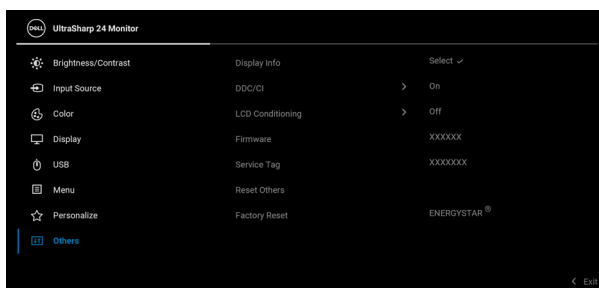 DELL UltraSharp 24 Monitor
Brightness/Contrast Display Info Select ✓
Input Source DDC/CI > On
Color LCD Conditioning > Off
Display Firmware XXXXXX
USB Service Tag XXXXXXX
Menu Reset Others
Personalize Factory Reset ENERGYSTAR ®
Others
< Exit